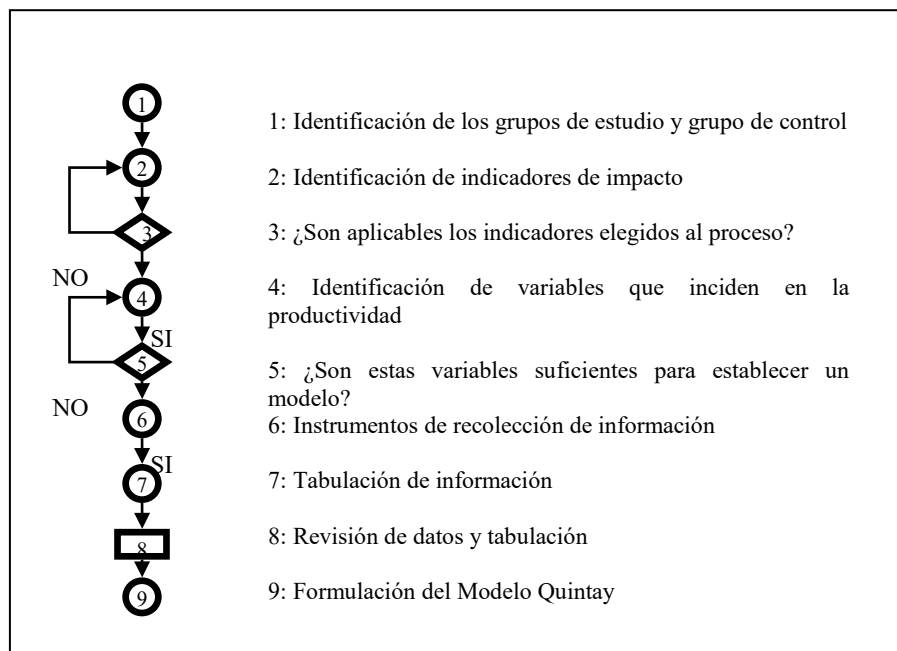 1
1: Identificación de los grupos de estudio y grupo de control
2
2: Identificación de indicadores de impacto
3
3: ¿Son aplicables los indicadores elegidos al proceso?
NO
4
4: Identificación de variables que inciden en la
productividad
SI
5
5: ¿Son estas variables suficientes para establecer un
modelo?
NO
6
6: Instrumentos de recolección de información
SI
7
7: Tabulación de información
8
8: Revisión de datos y tabulación
9
9: Formulación del Modelo Quintay